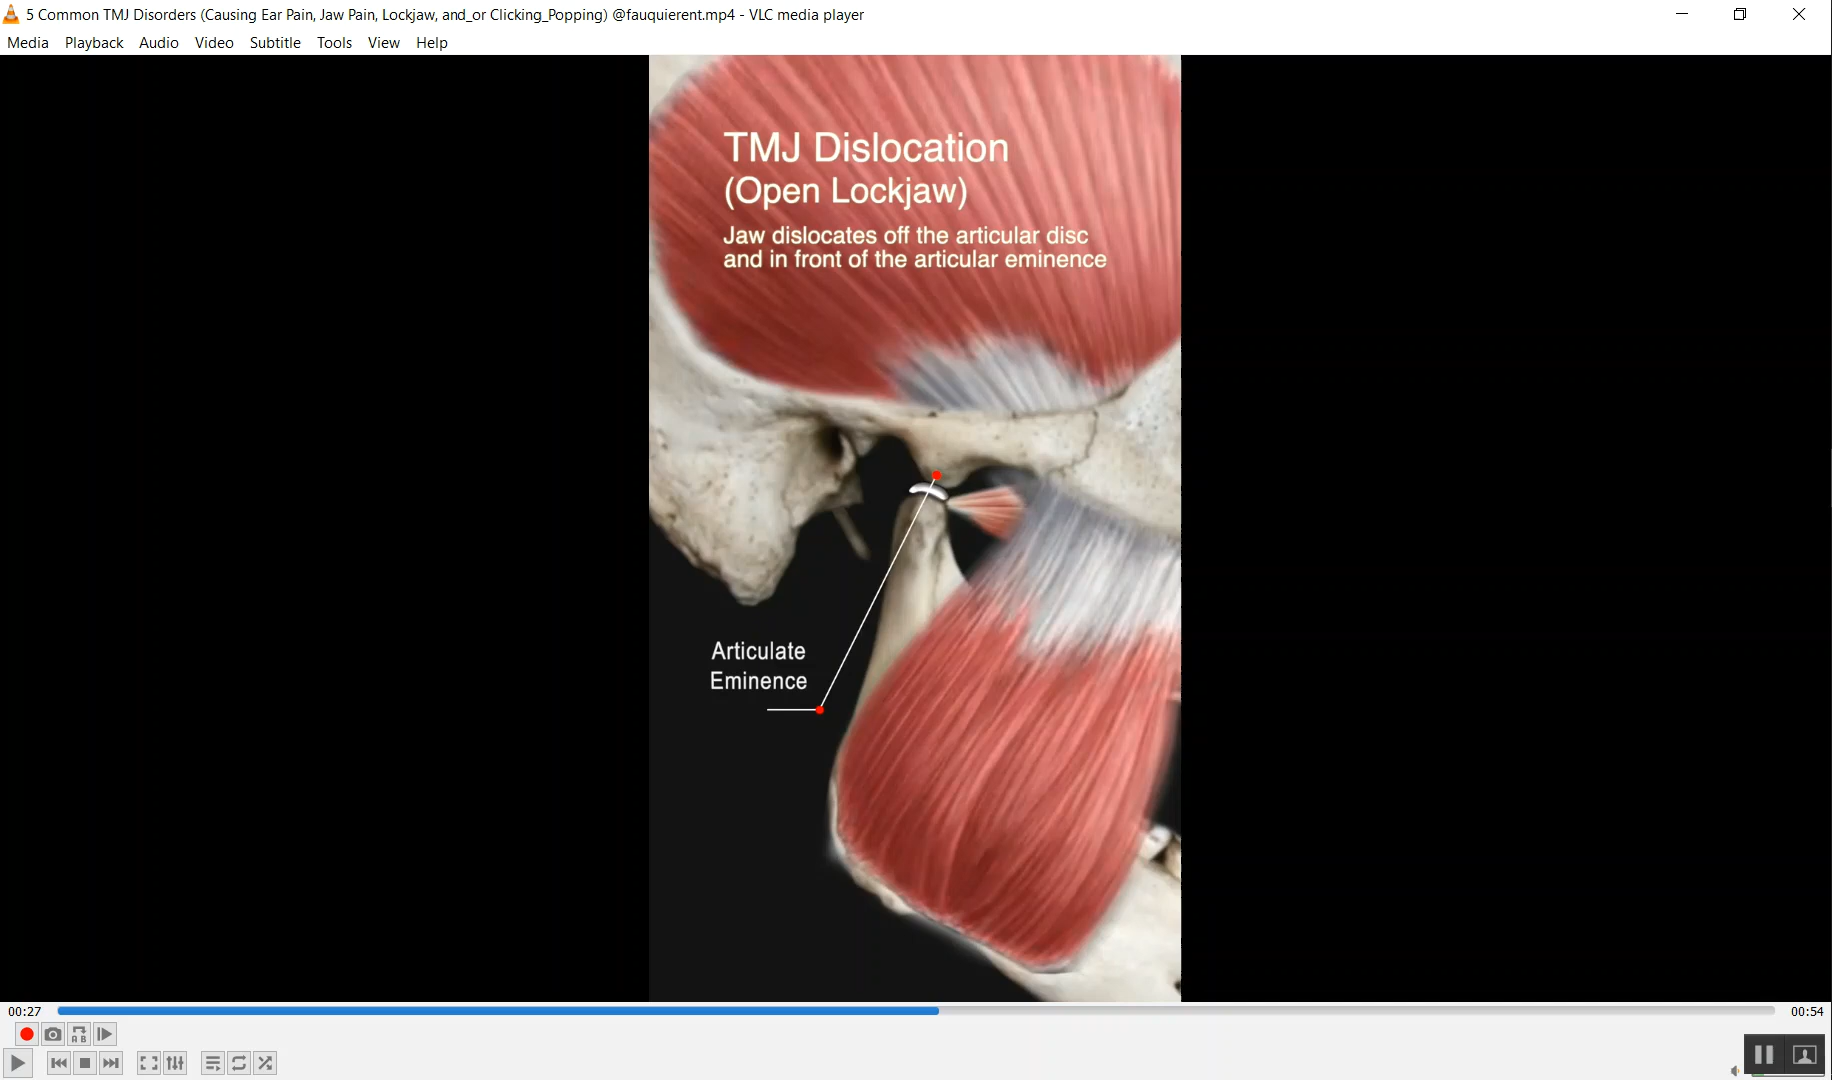 5 Common TMJ Disorders (Causing Ear Pain, Jaw Pain, Lockjaw, and_or Clicking_Popping) @fauquierent.mp4 - VLC media player
Media Playback Audio Video Subtitle Tools View Help
TMJ Dislocation
(Open Lockjaw)
Jaw dislocates off the articular disc
and in front of the articular eminence
Articulate
Eminence
00:27
00:54
A B